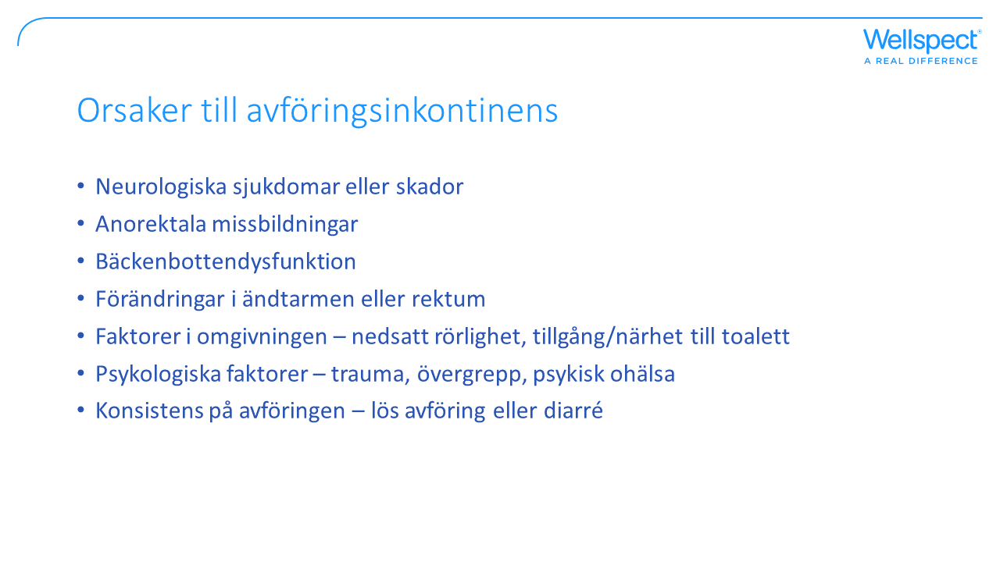 Wellspect®
A REAL DIFFERENCE
Orsaker till avföringsinkontinens
• Neurologiska sjukdomar eller skador
• Anorektala missbildningar
• Bäckenbottendysfunktion
• Förändringar i ändtarmen eller rektum
• Faktorer i omgivningen – nedsatt rörlighet, tillgång/närhet till toalett
• Psykologiska faktorer – trauma, övergrepp, psykisk ohälsa
• Konsistens på avföringen – lös avföring eller diarré